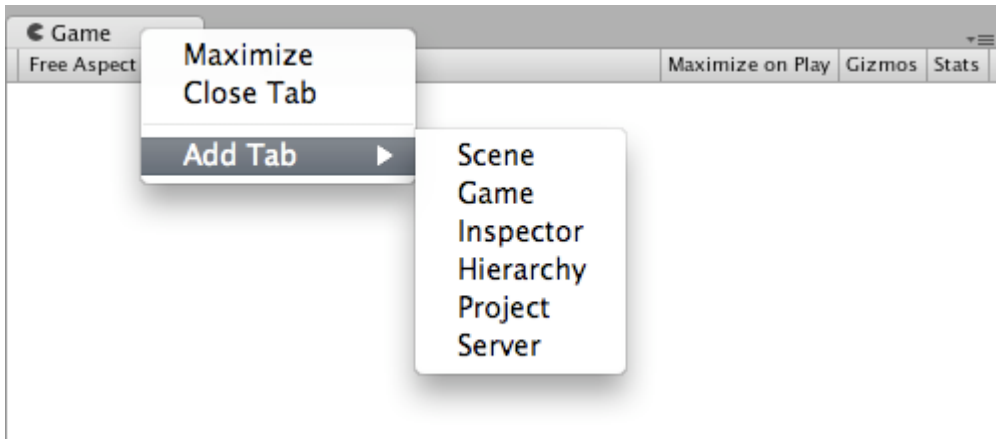 Game
Free Aspect
Maximize on Play Gizmos Stats
Maximize
Close Tab
Add Tab
Scene
Game
Inspector
Hierarchy
Project
Server